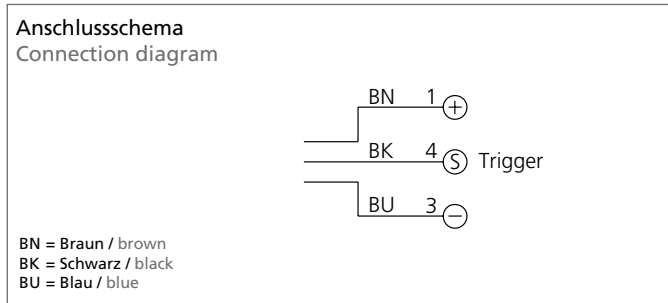 Anschlussschema
Connection diagram
BN 1 +
BK 4 S Trigger
BU 3 −
BN = Braun / brown
BK = Schwarz / black
BU = Blau / blue